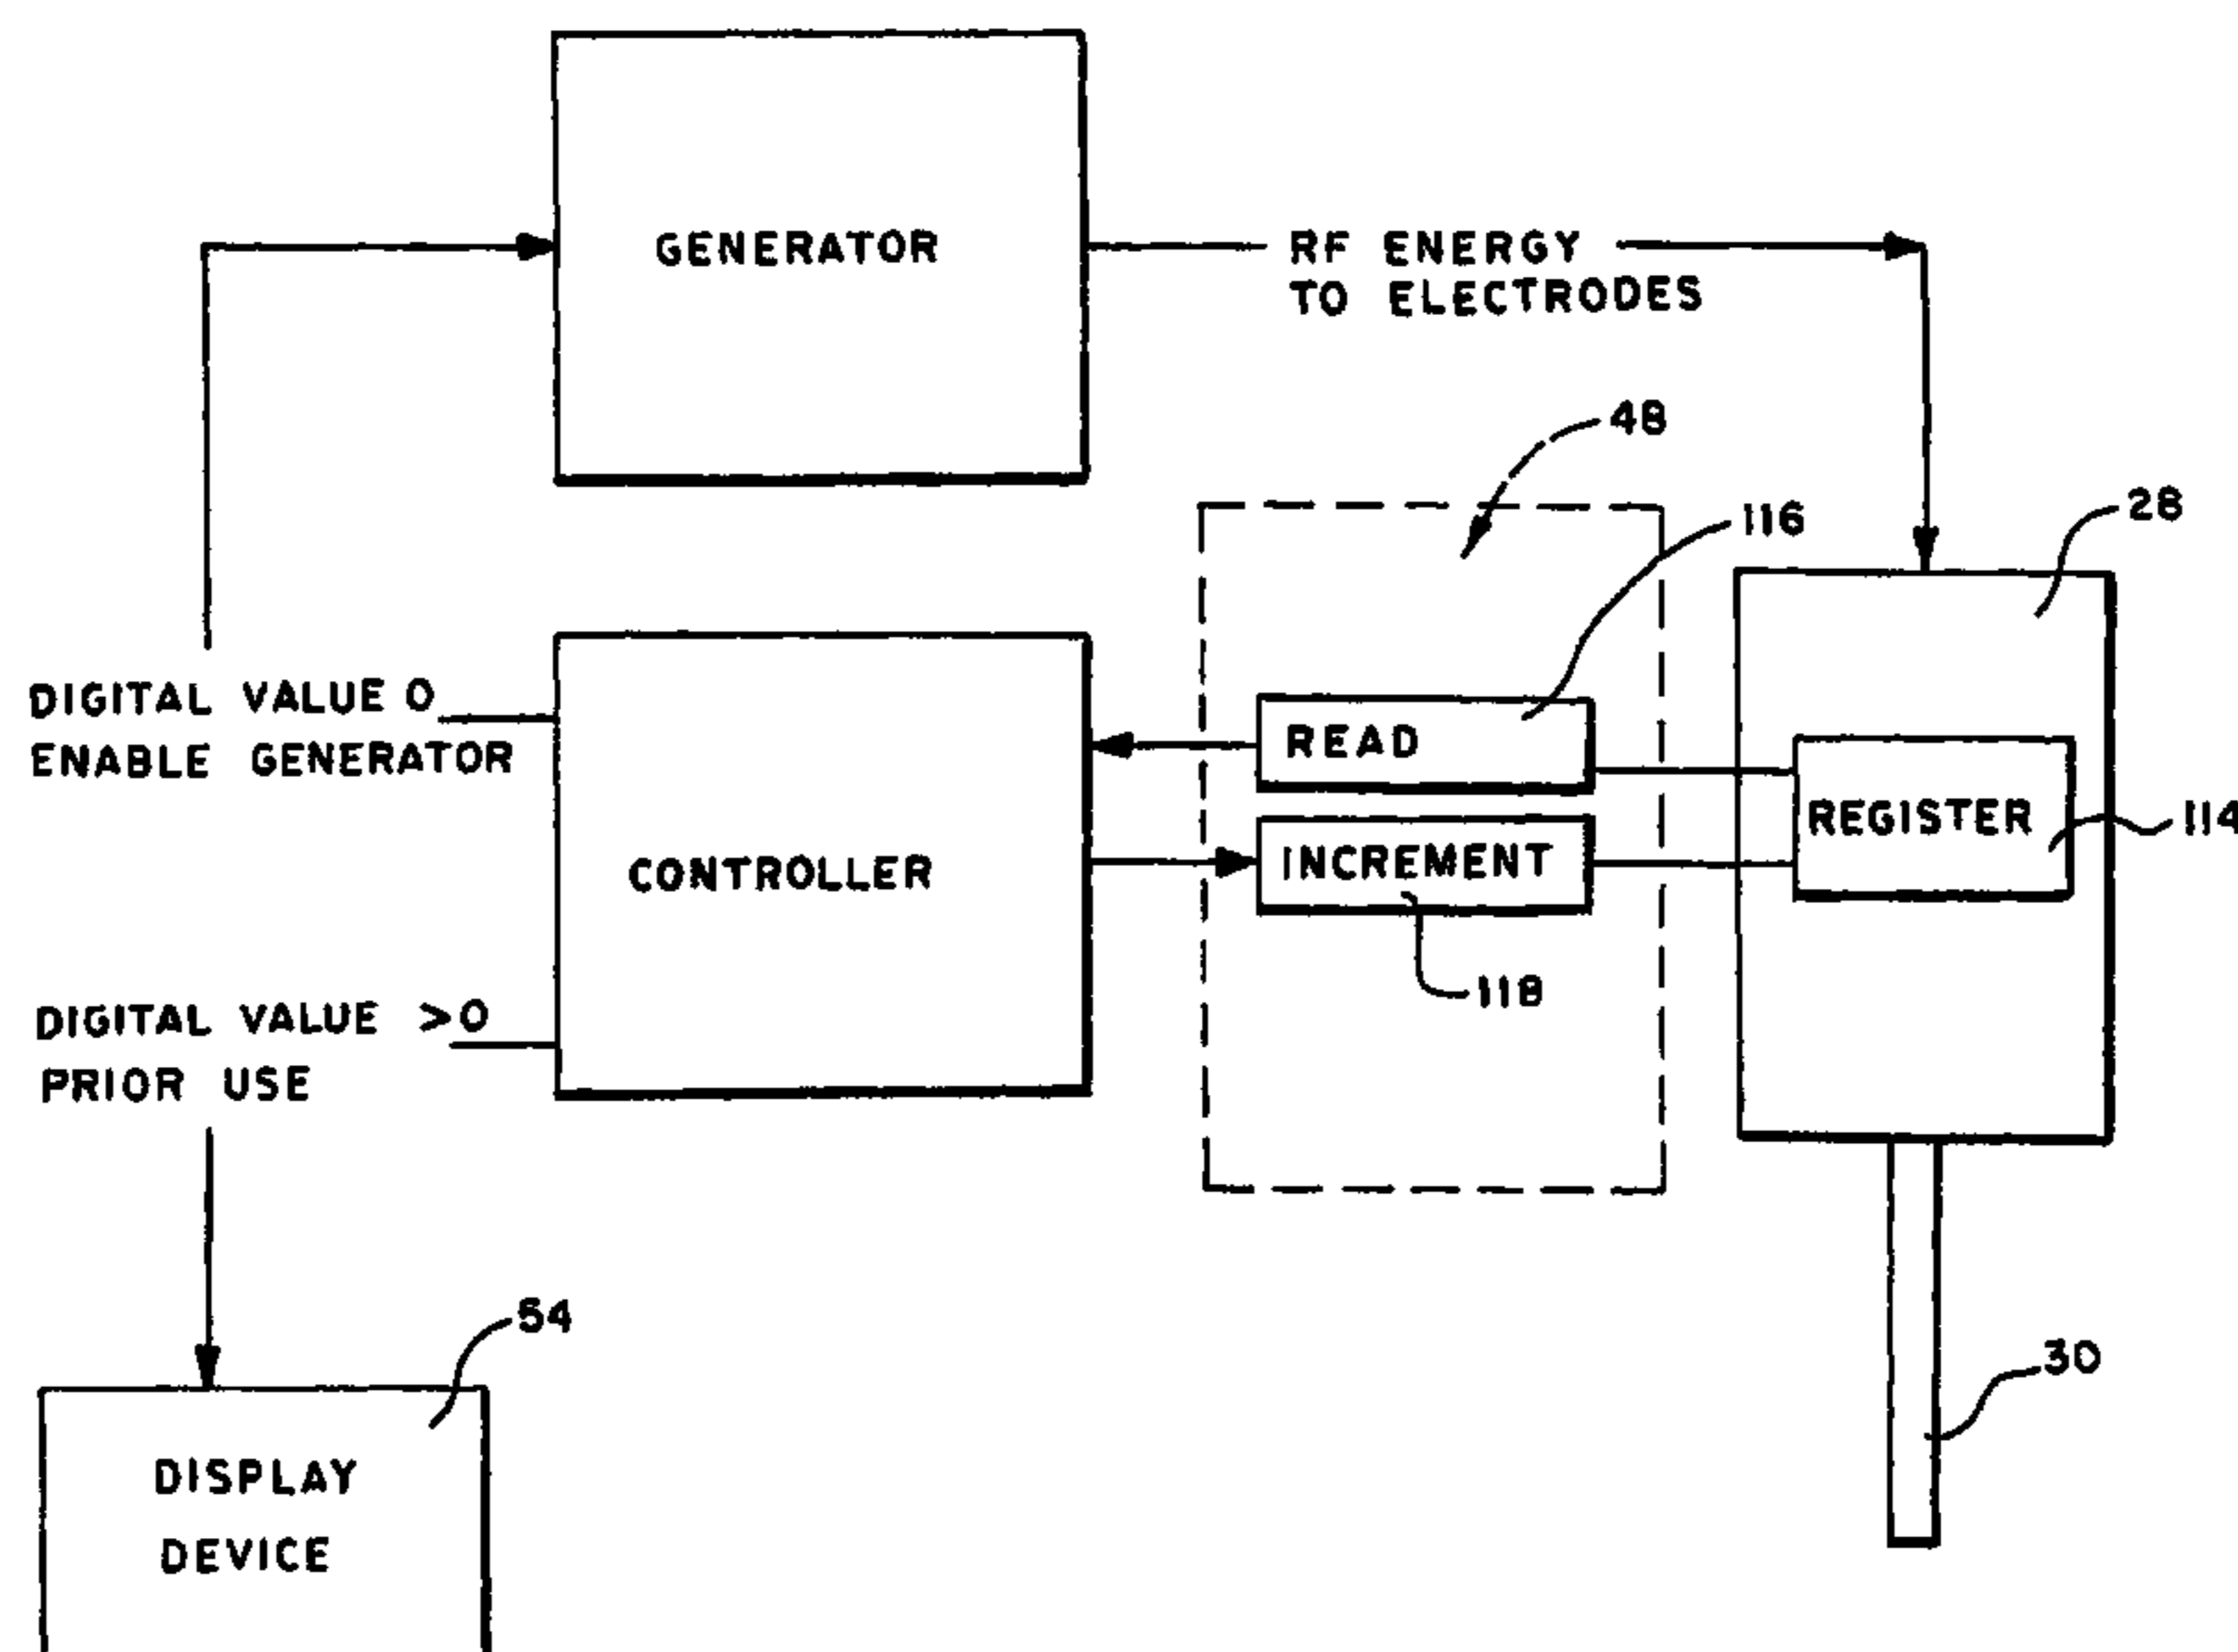 GENERATOR
RF ENERGY
TO ELECTRODES
48
116
28
DIGITAL VALUE 0
ENABLE GENERATOR
READ
REGISTER
114
INCREMENT
CONTROLLER
118
DIGITAL VALUE >0
PRIOR USE
54
30
DISPLAY
DEVICE